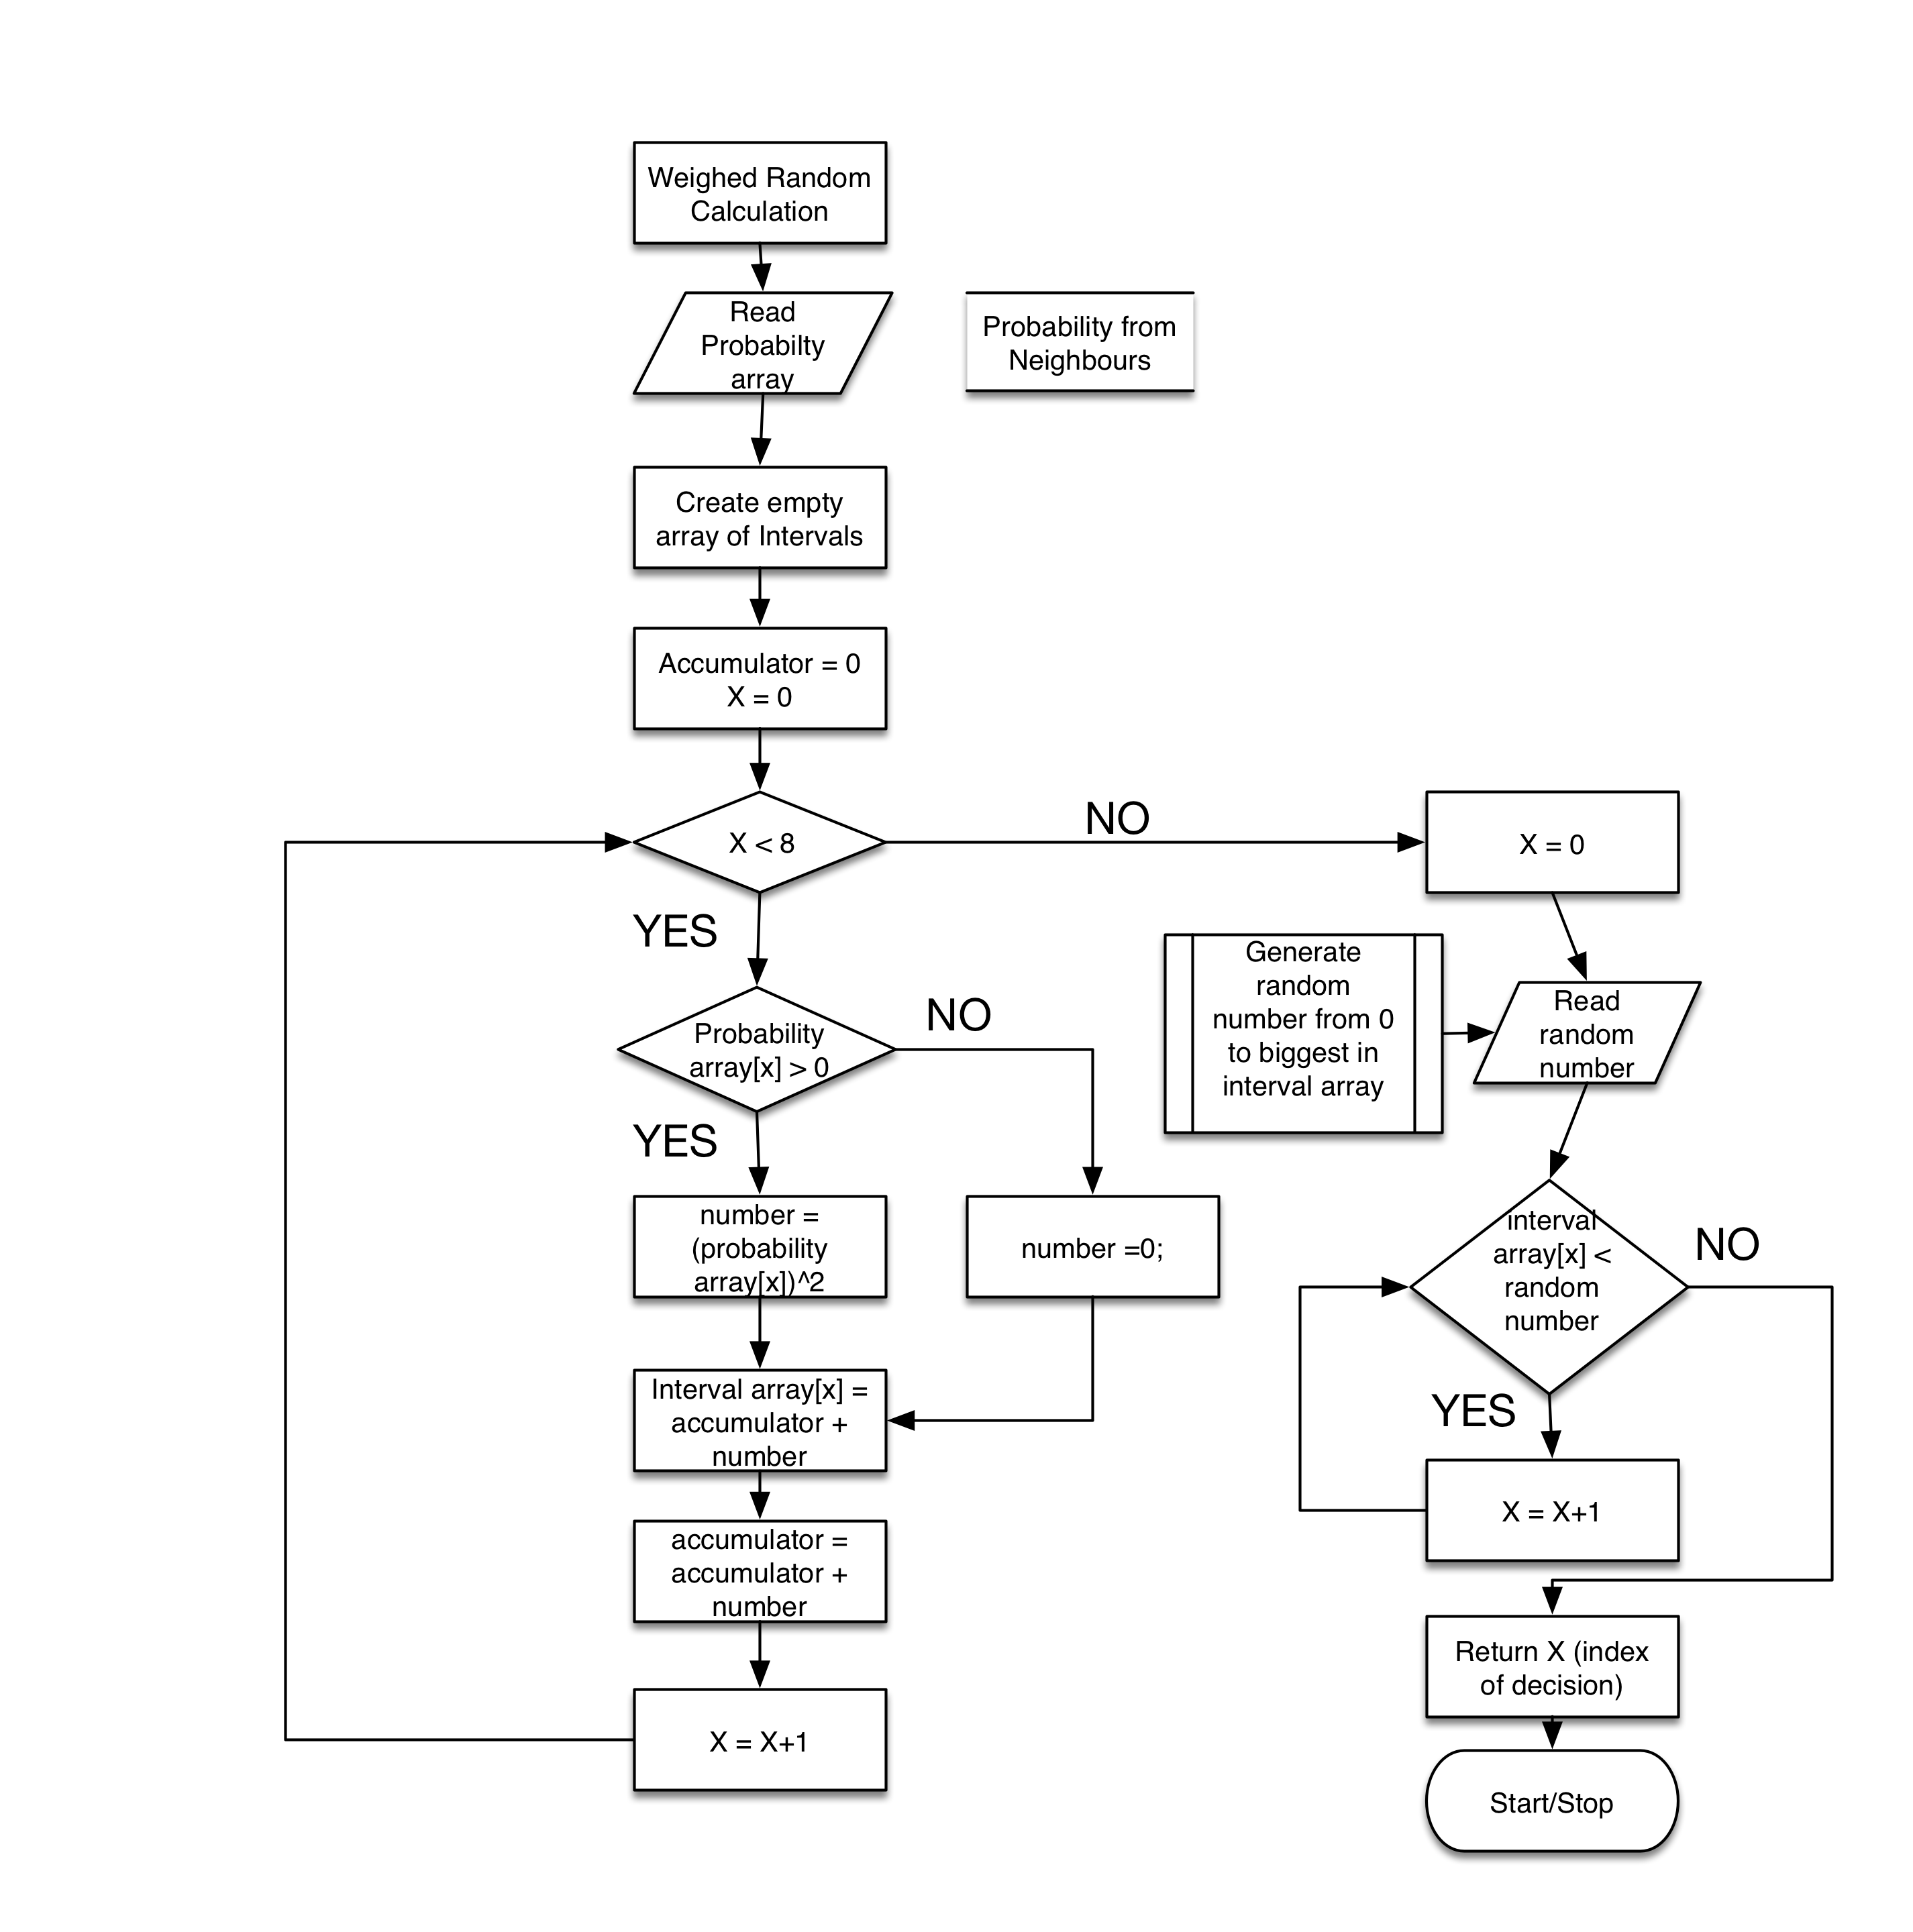 Weighed Random
Calculation
Read
Probabilty
array
Probability from
Neighbours
Create empty
array of Intervals
Accumulator = 0
X = 0
X < 8
NO
X = 0
YES
Generate
random
number from 0
to biggest in
interval array
Read
random
number
Probability
array[x] > 0
NO
YES
number =
(probability
array[x])^2
number =0;
interval
array[x] <
random
number
NO
YES
Interval array[x] =
accumulator +
number
X = X+1
accumulator =
accumulator +
number
Return X (index
of decision)
X = X+1
Start/Stop